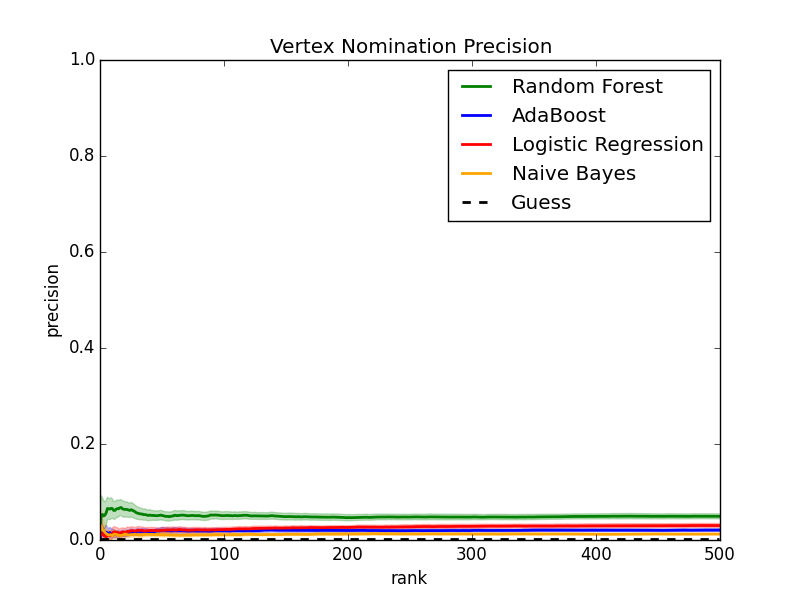 Vertex Nomination Precision
1.0
0.8
0.6
0.4
0.2
0.0
precision
Random Forest
AdaBoost
Logistic Regression
Naive Bayes
Guess
0 100 200 300 400 500
rank